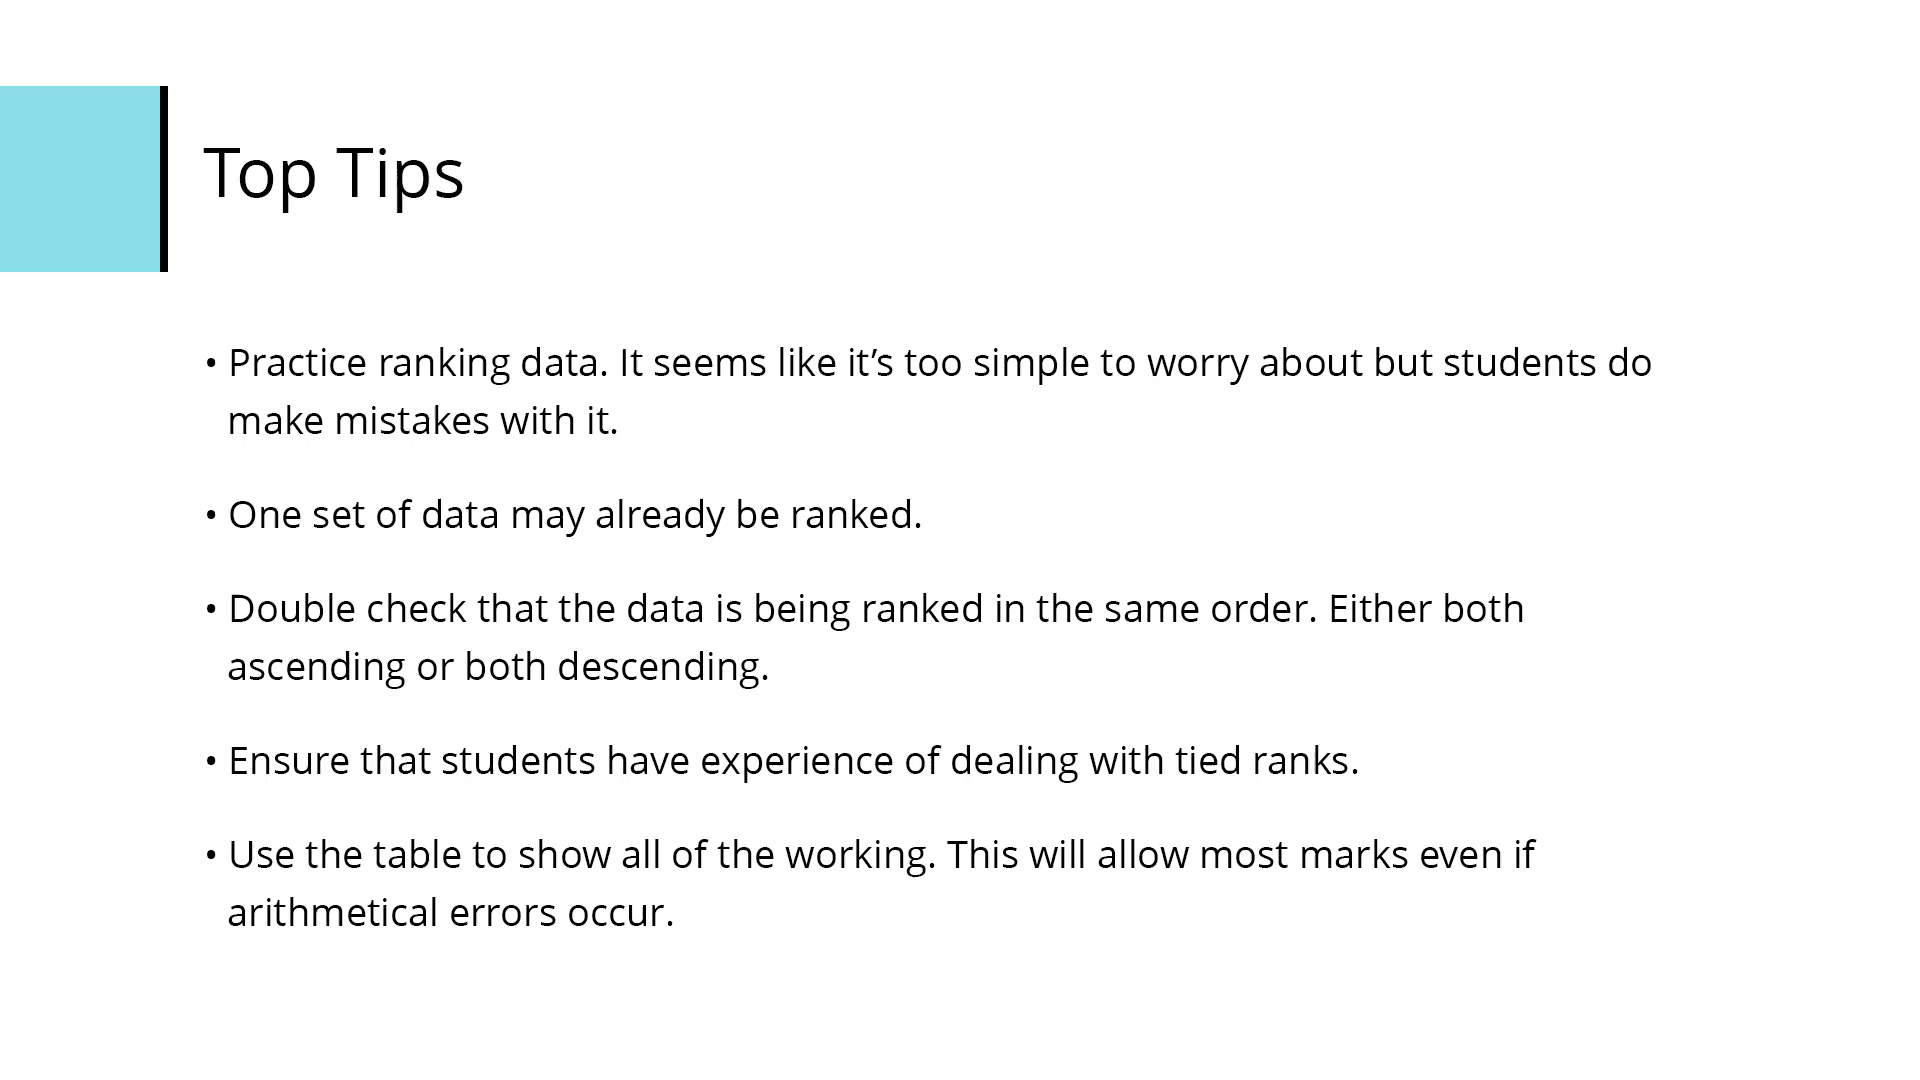 Top Tips
• Practice ranking data. It seems like it’s too simple to worry about but students do
make mistakes with it.
• One set of data may already be ranked.
• Double check that the data is being ranked in the same order. Either both
ascending or both descending.
• Ensure that students have experience of dealing with tied ranks.
• Use the table to show all of the working. This will allow most marks even if
arithmetical errors occur.